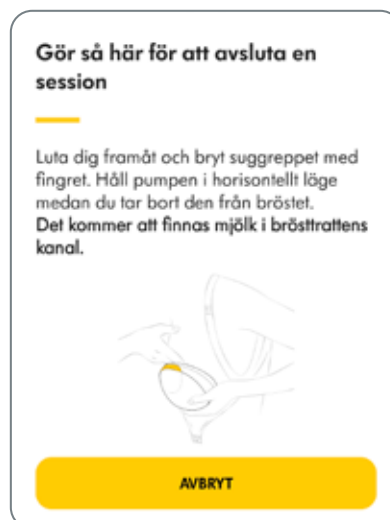 Gör så här för att avsluta en
session
Luta dig framåt och bryt suggreppet med
fingret. Håll pumpen i horisontellt läge
medan du tar bort den från bröstet.
Det kommer att finnas mjölk i brösttrattens
kanal.
AVBRYT